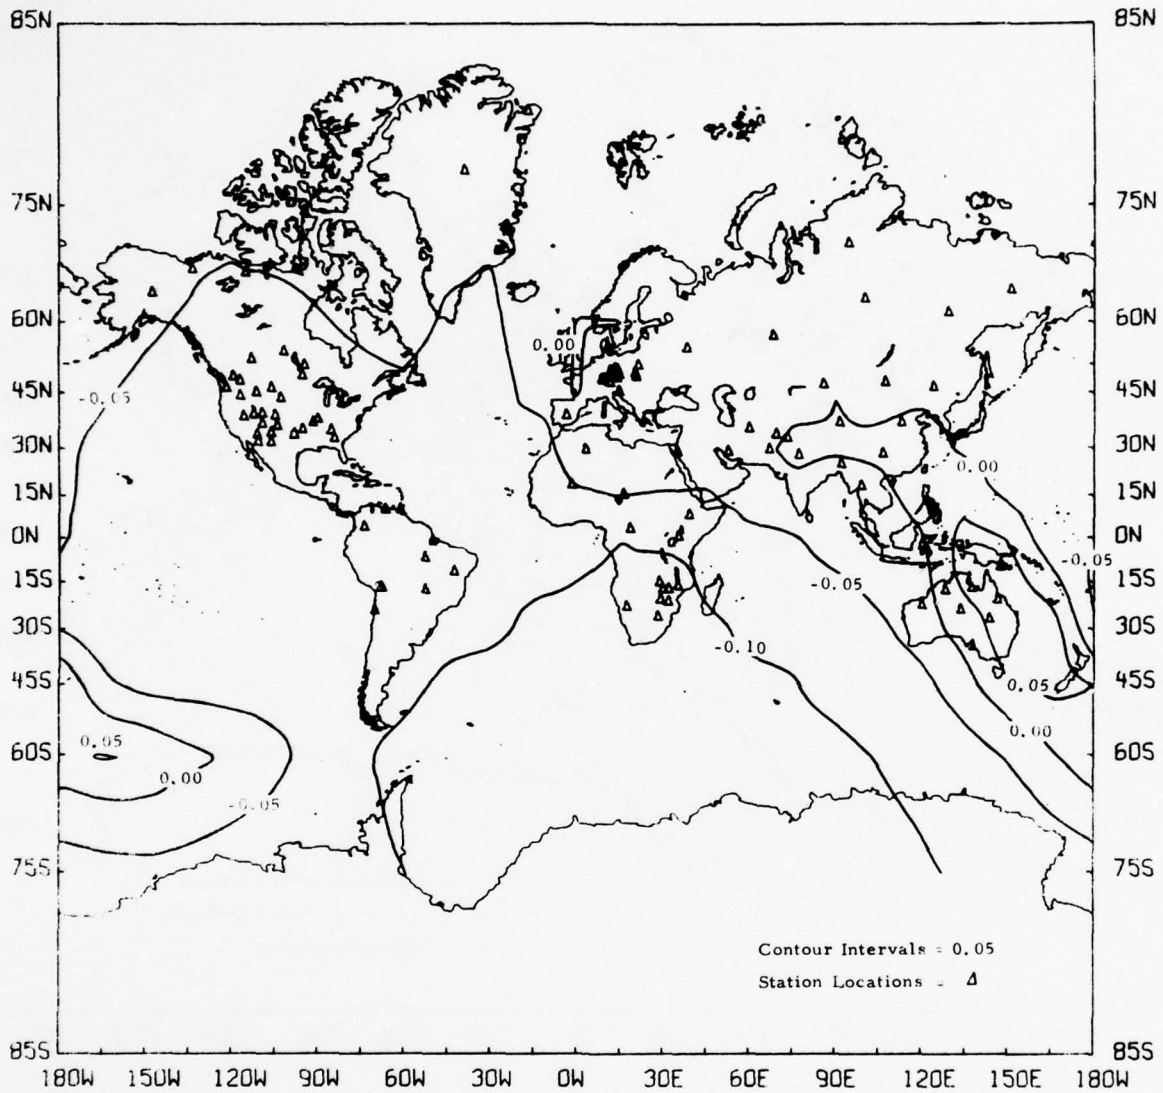 85N 85N
75N 75N
60N 60N
0.00
45N 45N
-0.05
30N 30N
0.00
15N 15N
0N 0N
-0.05
-0.05
15S 15S
30S 30S
-0.10
45S 0.05 45S
0.00
0.05
60S 60S
0.00
-0.05
75S 75S
Contour Intervals = 0.05
Station Locations = Δ
85S 85S
180W 150W 120W 90W 60W 30W 0W 30E 60E 90E 120E 150E 180W